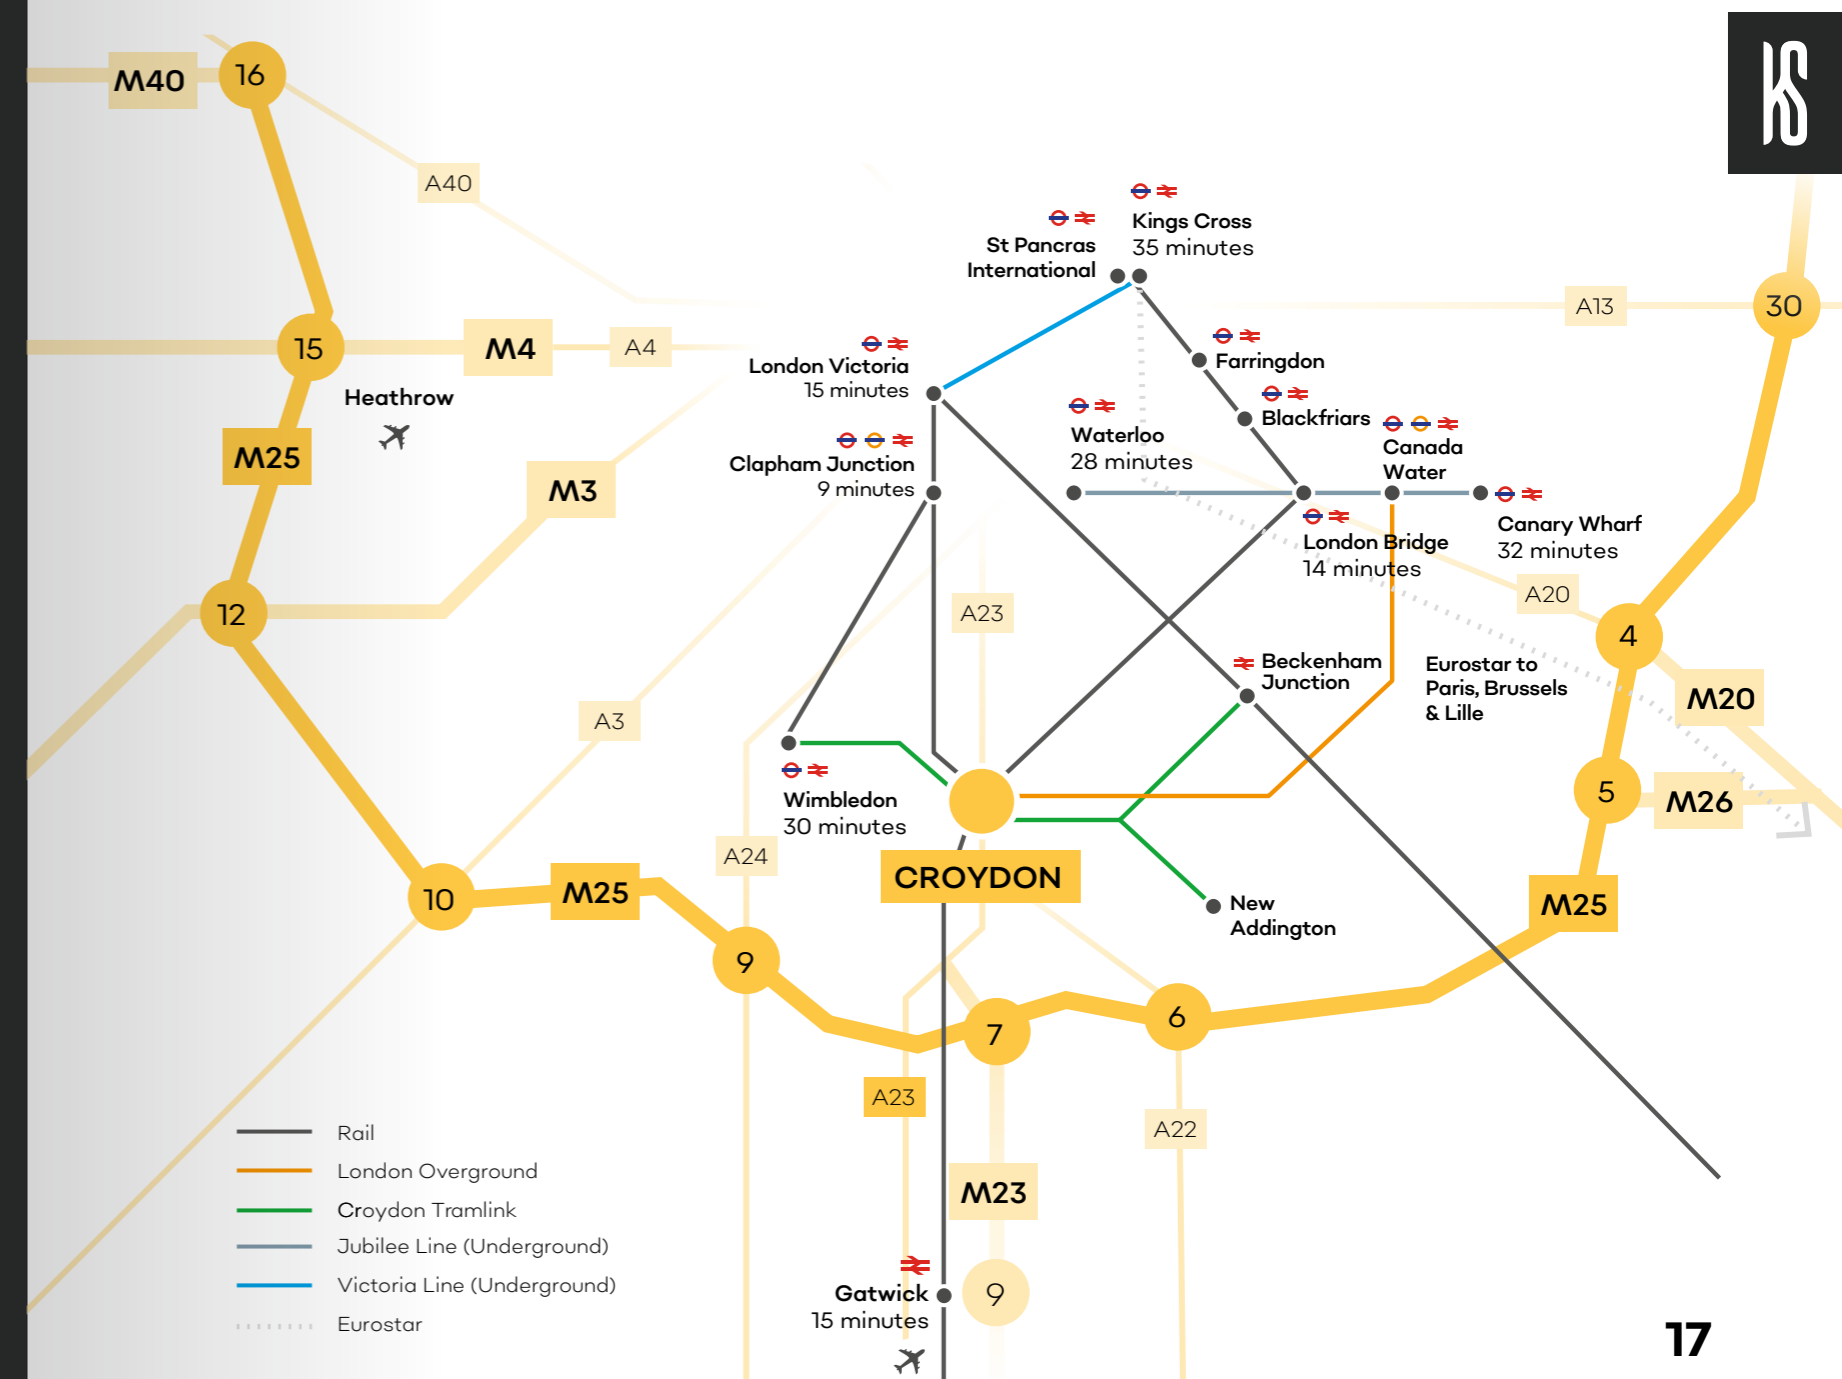 KS
M40
16
A40
Kings Cross
35 minutes
St Pancras
International
A13
30
15
M4
A4
Farringdon
London Victoria
15 minutes
Heathrow
Blackfriars
Waterloo
28 minutes
Canada
Water
M25
Clapham Junction
9 minutes
M3
Canary Wharf
32 minutes
London Bridge
14 minutes
A20
12
A23
4
Beckenham
Junction
Eurostar to
Paris, Brussels
& Lille
M20
A3
5
M26
Wimbledon
30 minutes
A24
CROYDON
10
M25
M25
New
Addington
9
7
6
A23
A22
Rail
London Overground
Croydon Tramlink
Jubilee Line (Underground)
Victoria Line (Underground)
Eurostar
M23
Gatwick
15 minutes
9
17